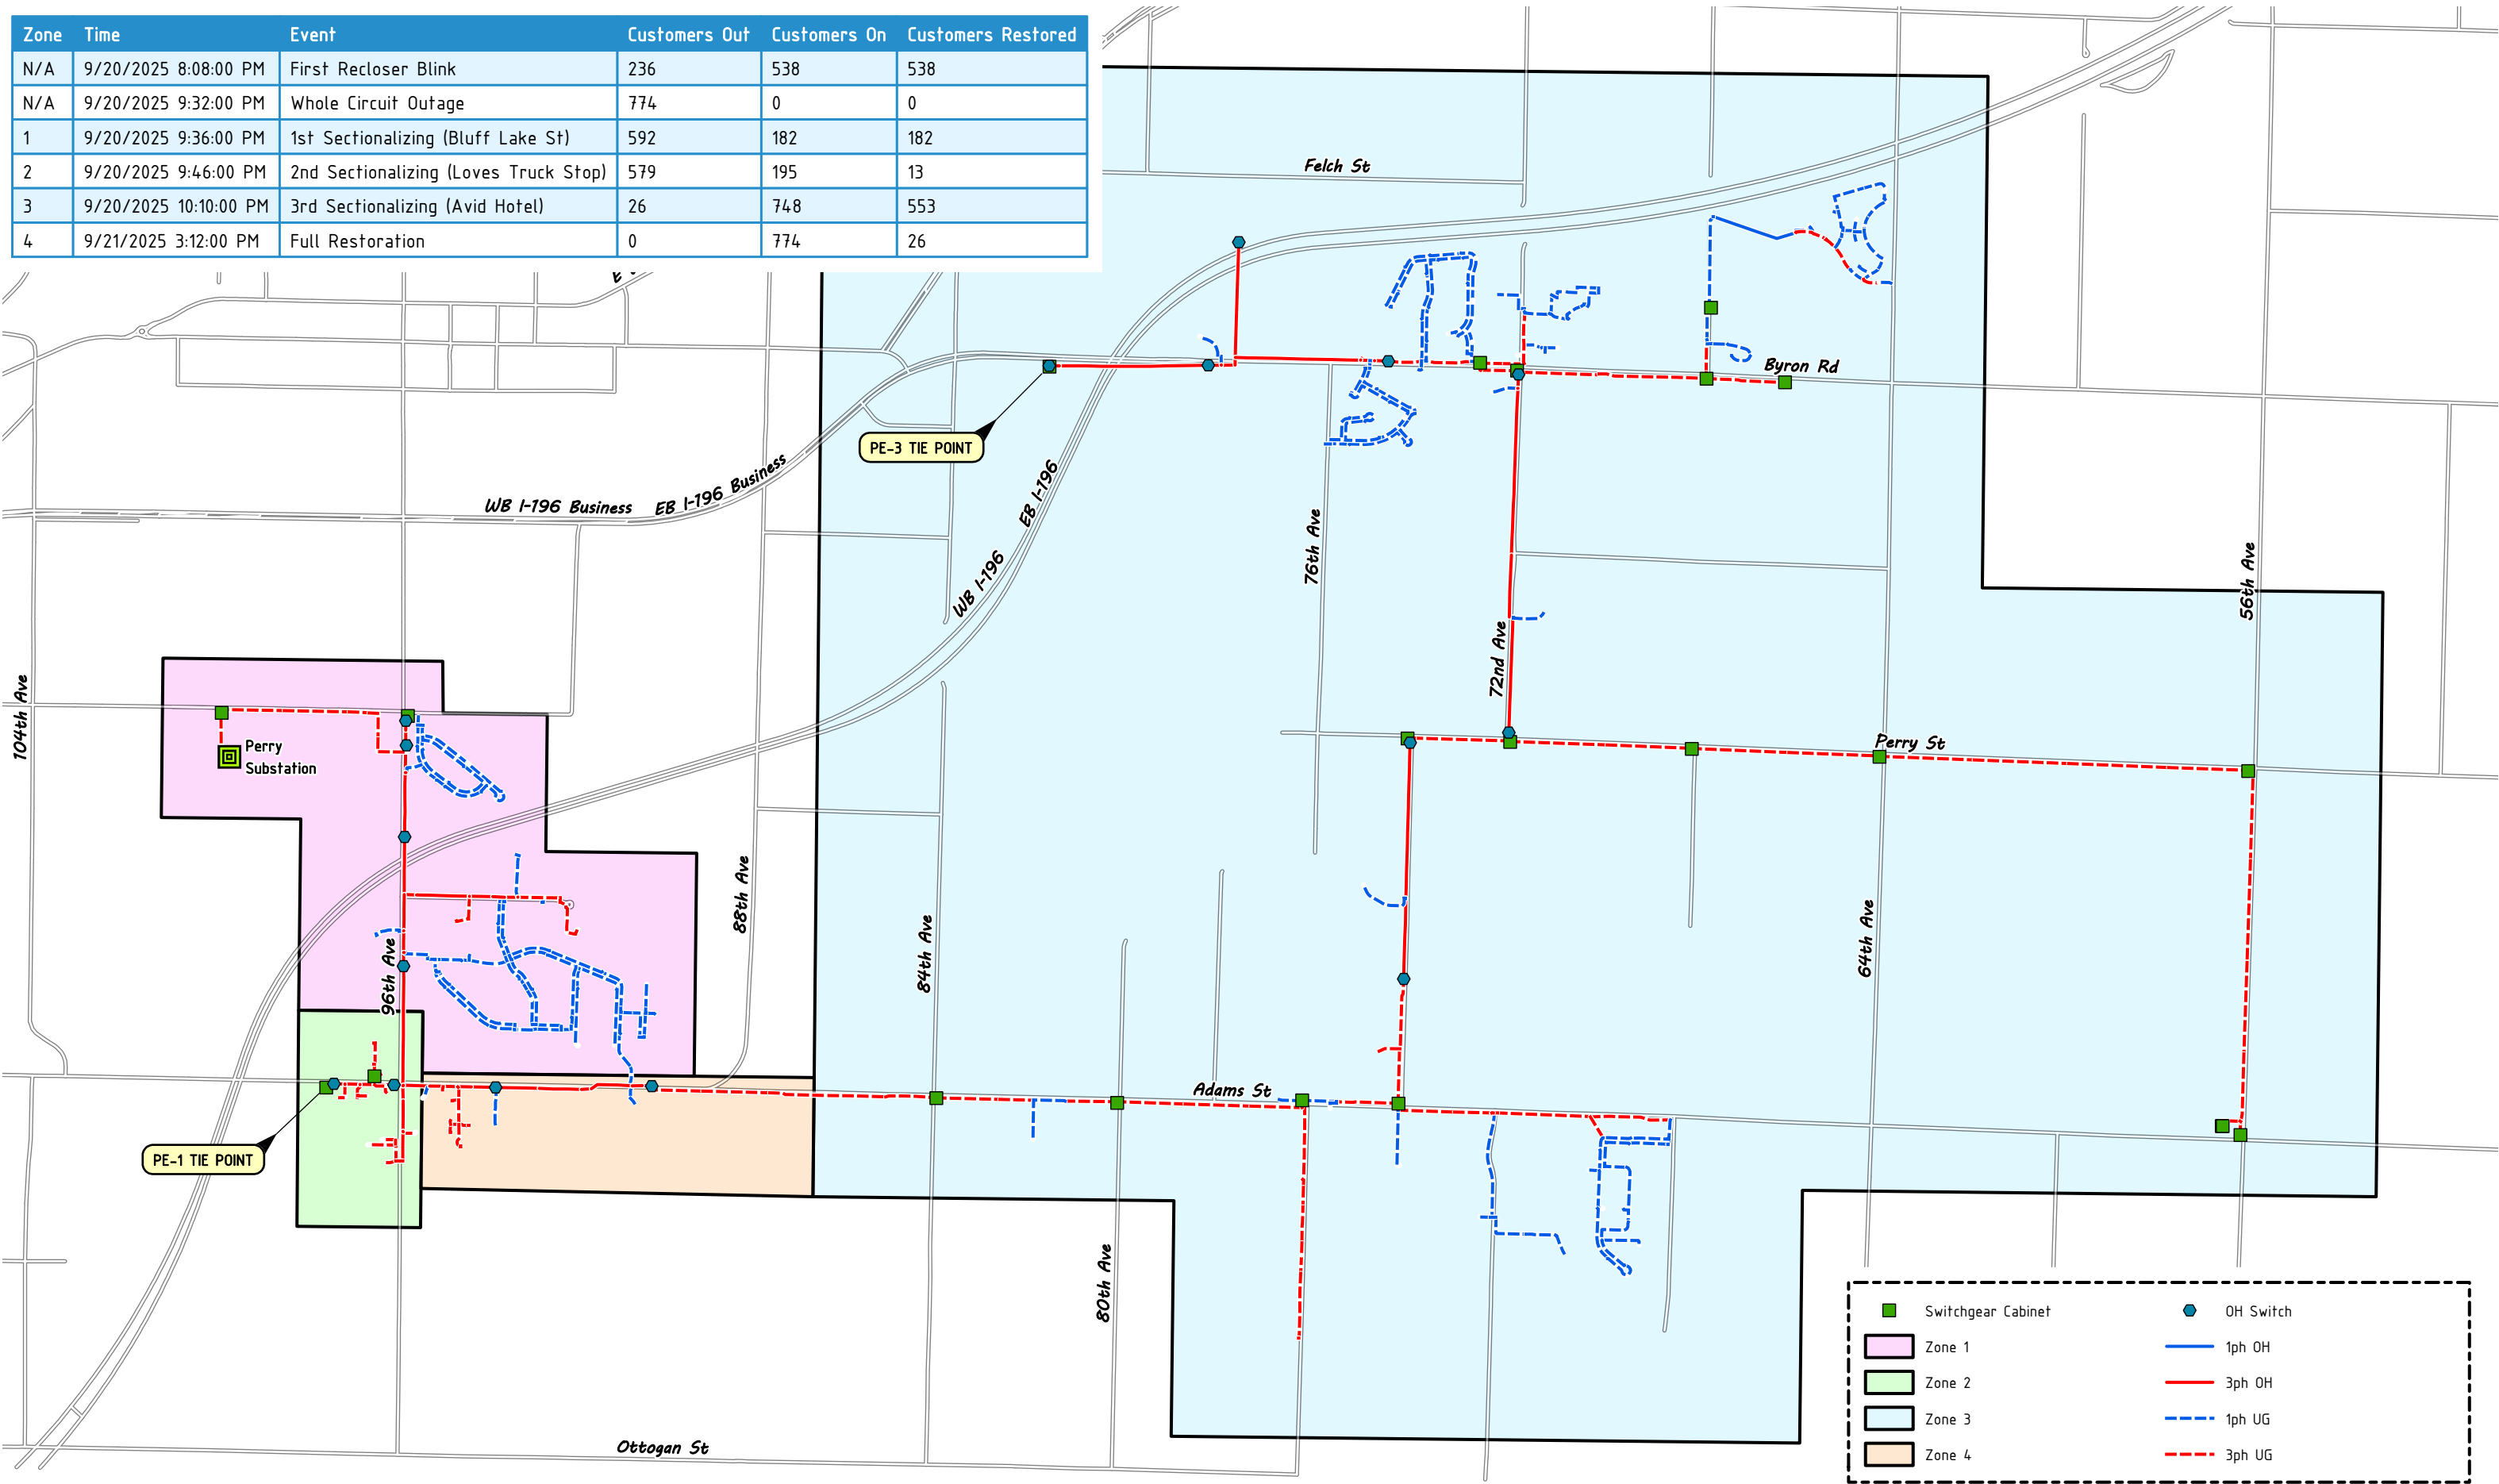 Zone Time Event Customers Out Customers On Customers Restored
N/A 9/20/2025 8:08:00 PM First Recloser Blink 236 538 538
N/A 9/20/2025 9:32:00 PM Whole Circuit Outage 774 0 0
1 9/20/2025 9:36:00 PM 1st Sectionalizing (Bluff Lake St) 592 182 182
2 9/20/2025 9:46:00 PM 2nd Sectionalizing (Loves Truck Stop) 579 195 13
3 9/20/2025 10:10:00 PM 3rd Sectionalizing (Avid Hotel) 26 748 553
4 9/21/2025 3:12:00 PM Full Restoration 0 774 26
Felch St
Byron Rd
PE-3 TIE POINT
WB I-196 Business
EB I-196 Business
EB I-196
WB I-196
76th Ave
72nd Ave
56th Ave
104th Ave
Perry
Substation
Perry St
88th Ave
84th Ave
96th Ave
64th Ave
Adams St
PE-1 TIE POINT
80th Ave
Ottogan St
Switchgear Cabinet
OH Switch
Zone 1
1ph OH
Zone 2
3ph OH
Zone 3
1ph UG
Zone 4
3ph UG